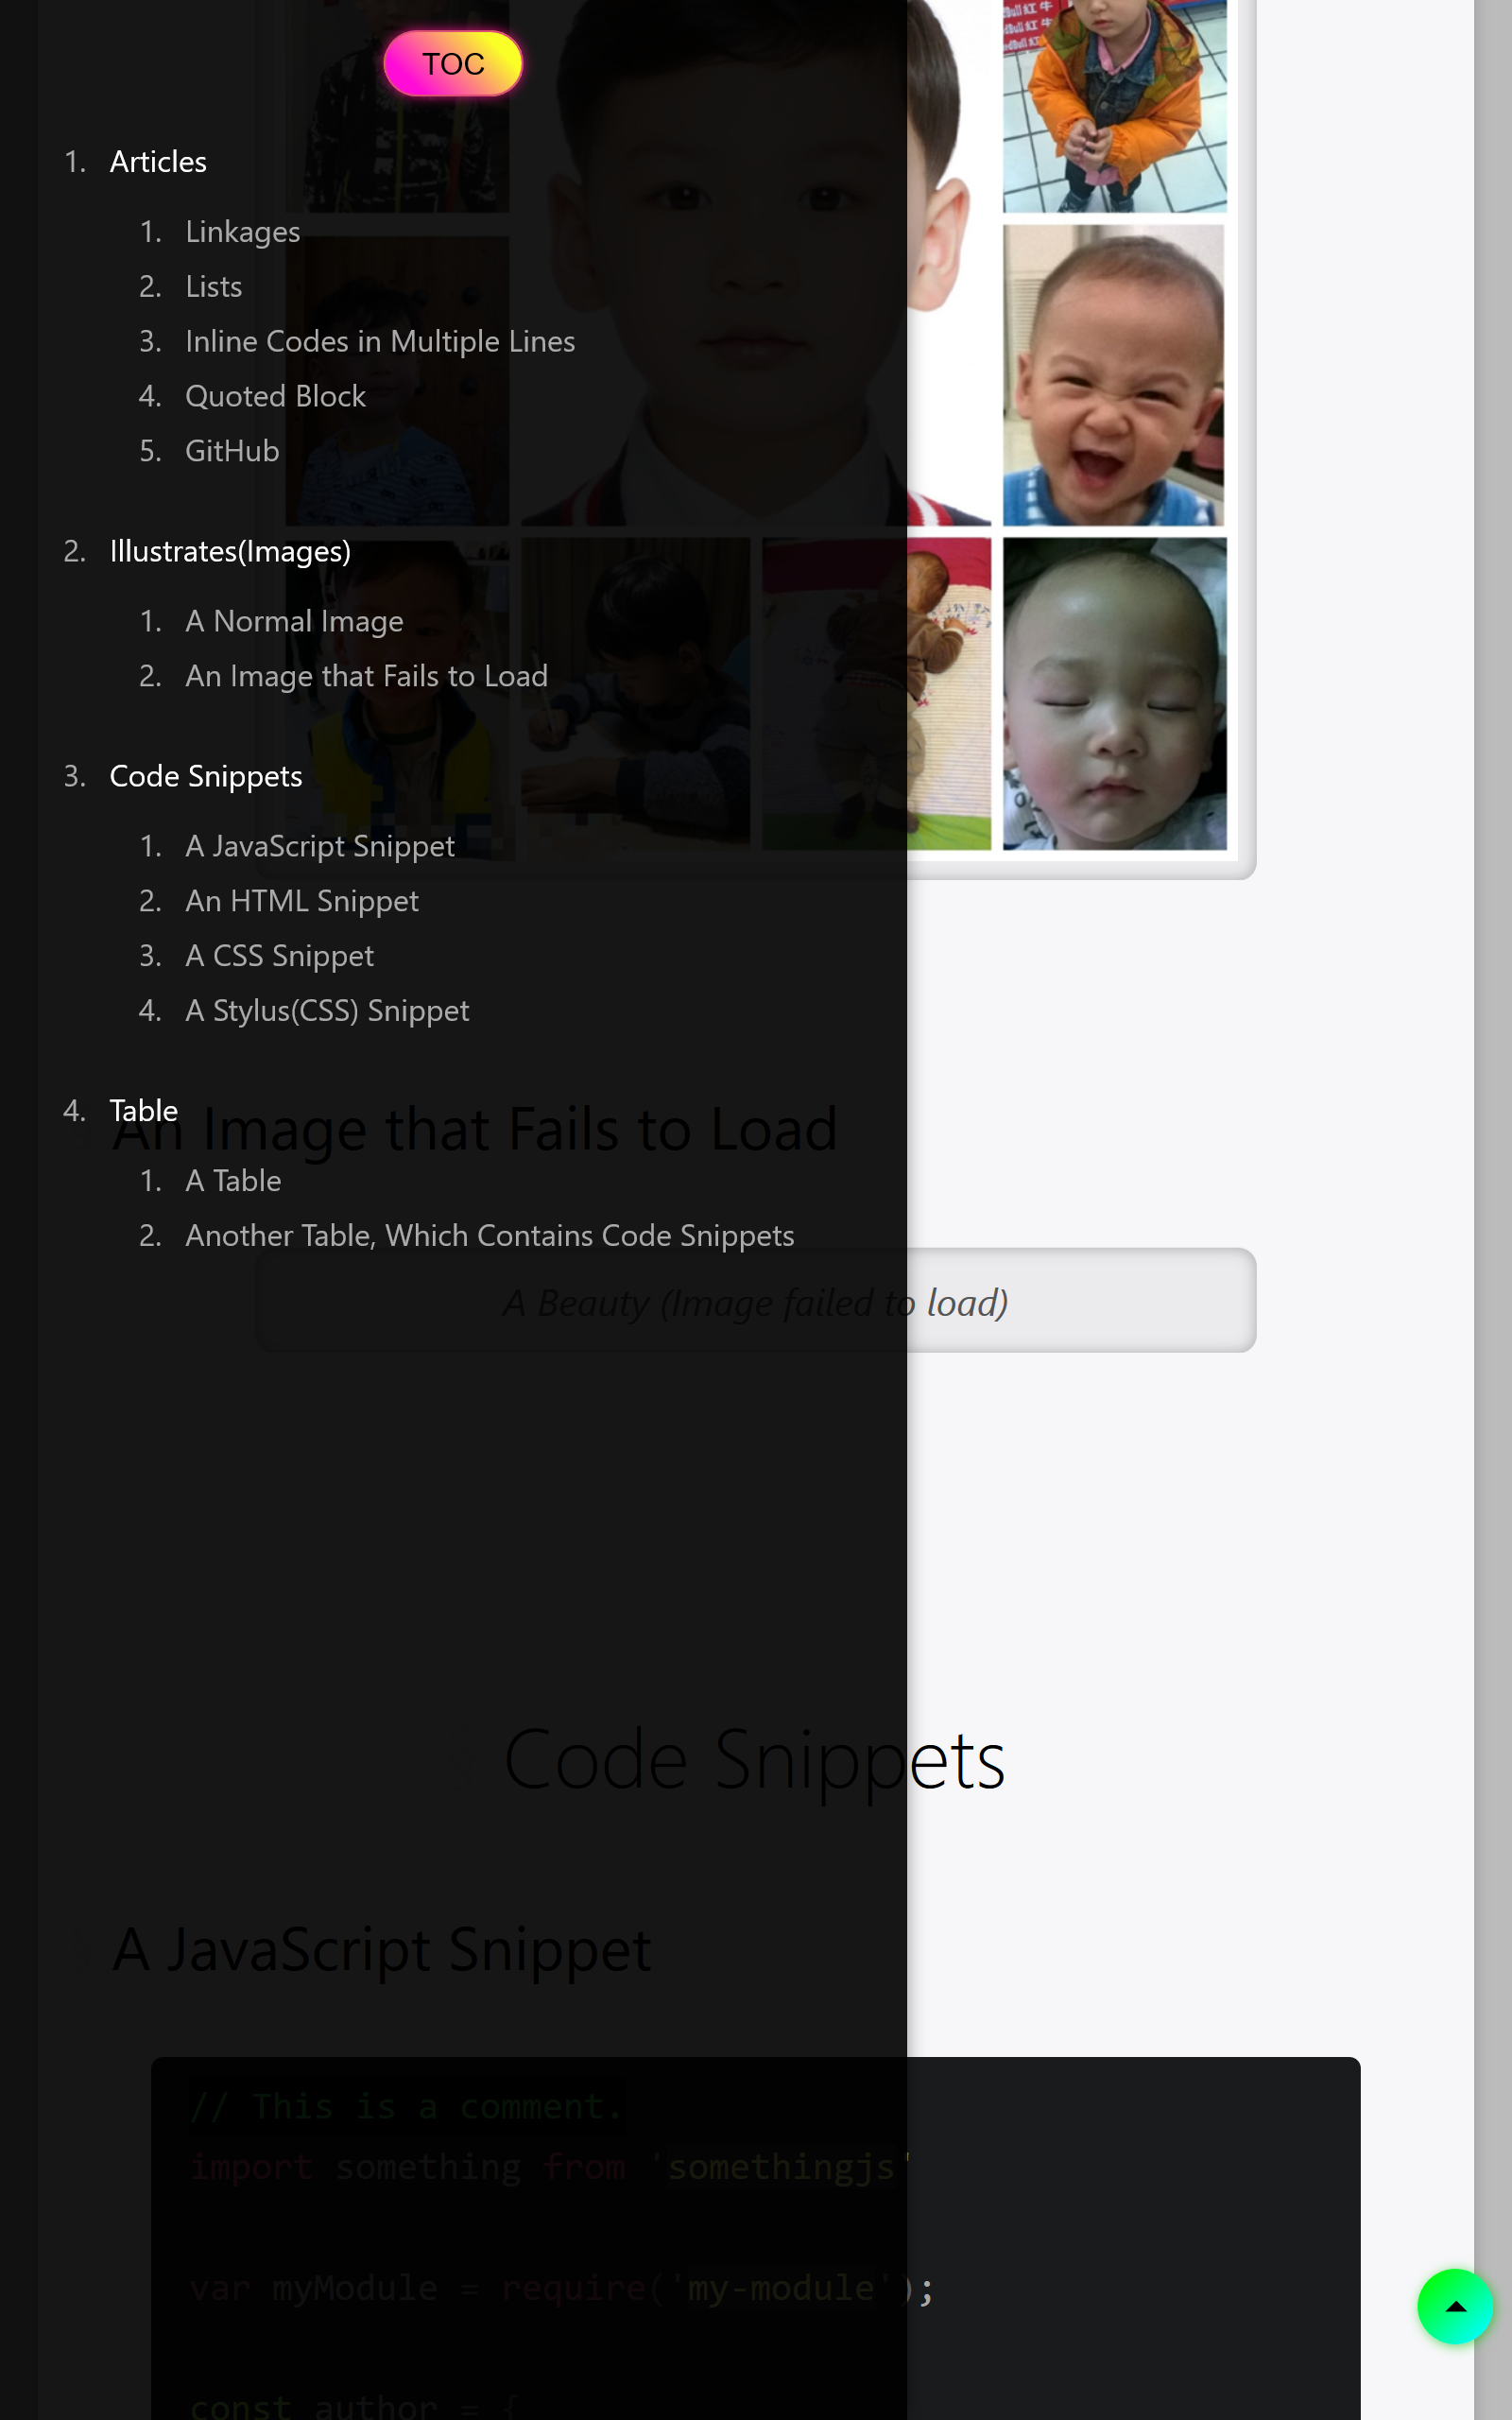 TOC
1. Articles
1. Linkages
2. Lists
3. Inline Codes in Multiple Lines
4. Quoted Block
5. GitHub
2. Illustrates(Images)
1. A Normal Image
2. An Image that Fails to Load
3. Code Snippets
1. A JavaScript Snippet
2. An HTML Snippet
3. A CSS Snippet
4. A Stylus(CSS) Snippet
4. Table
1. A Table
2. Another Table, Which Contains Code Snippets
RedBull 红牛
An Image that Fails to Load
A Beauty (Image failed to load)
Code Snippets
A JavaScript Snippet
// This is a comment.
import something from 'somethingjs'
var myModule = require('my-module');
const author = {